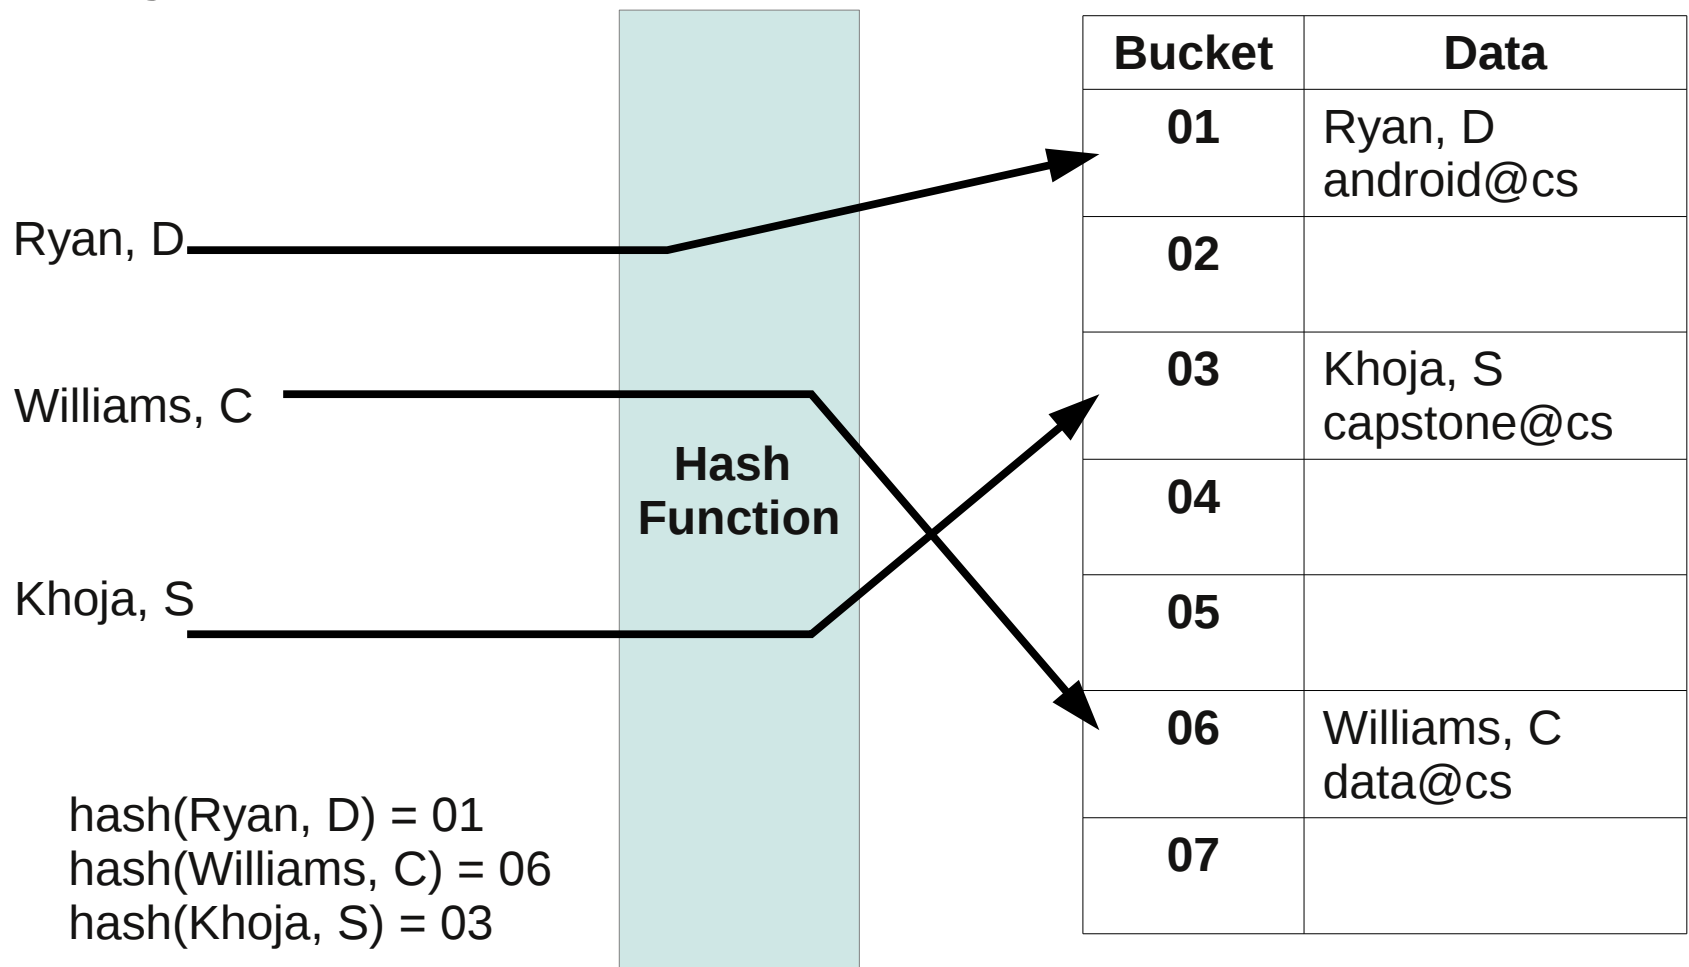 Ryan, D
Williams, C
Khoja, S
hash(Ryan, D) = 01
hash(Williams, C) = 06
hash(Khoja, S) = 03
Hash
Function
Bucket Data
01 Ryan, D
android@cs
02
03 Khoja, S
capstone@cs
04
05
06 Williams, C
data@cs
07